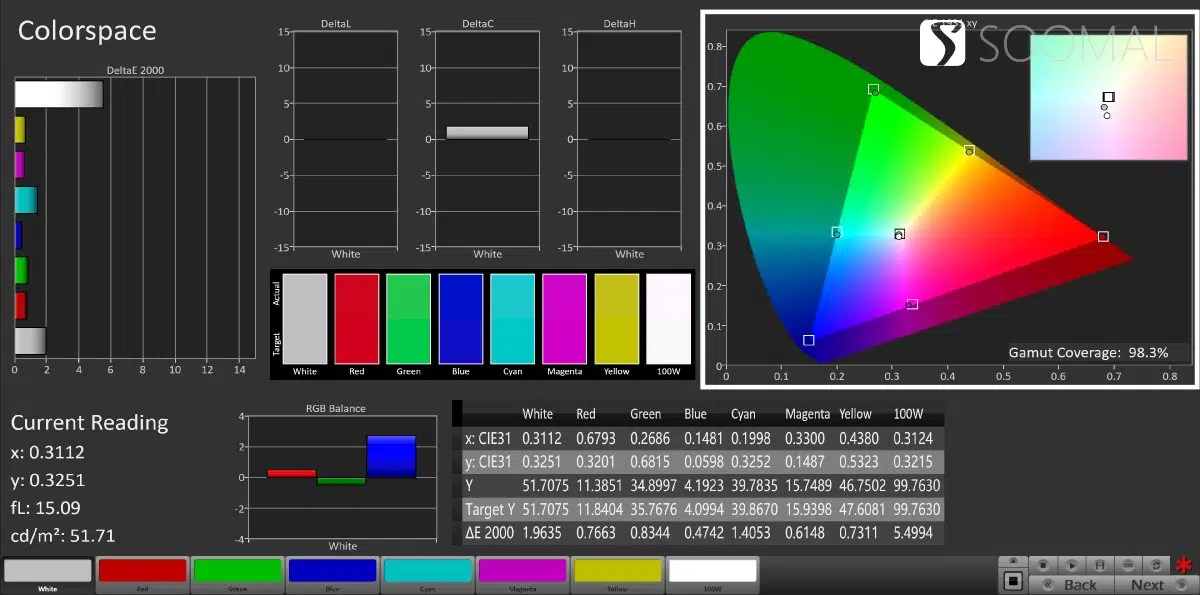 Colorspace
DeltaE 2000
0 2 4 6 8 10 12 14
DeltaL
15
10
5
0
-5
-10
-15
White
DeltaC
15
10
5
0
-5
-10
-15
White
DeltaH
15
10
5
0
-5
-10
-15
White
Actual
Target
White Red Green Blue Cyan Magenta Yellow 100W
xy
SOOMAL
0.8
0.7
0.6
0.5
0.4
0.3
0.2
0.1
0
0 0.1 0.2 0.3 0.4 0.5 0.6 0.7 0.8
Gamut Coverage: 98.3%
Current Reading
x: 0.3112
y: 0.3251
fL: 15.09
cd/m²: 51.71
RGB Balance
4
2
0
-2
-4
White
White Red Green Blue Cyan Magenta Yellow 100W
x: CIE31 0.3112 0.6793 0.2686 0.1481 0.1998 0.3300 0.4380 0.3124
y: CIE31 0.3251 0.3201 0.6815 0.0598 0.3252 0.1487 0.5323 0.3215
Y 51.7075 11.3851 34.8997 4.1923 39.7835 15.7489 46.7502 99.7630
Target Y 51.7075 11.8404 35.7676 4.0994 39.8670 15.9398 47.6081 99.7630
ΔE 2000 1.9635 0.7663 0.8344 0.4742 1.4053 0.6148 0.7311 5.4994
White Red Green Blue Cyan Magenta Yellow 100W
Back Next